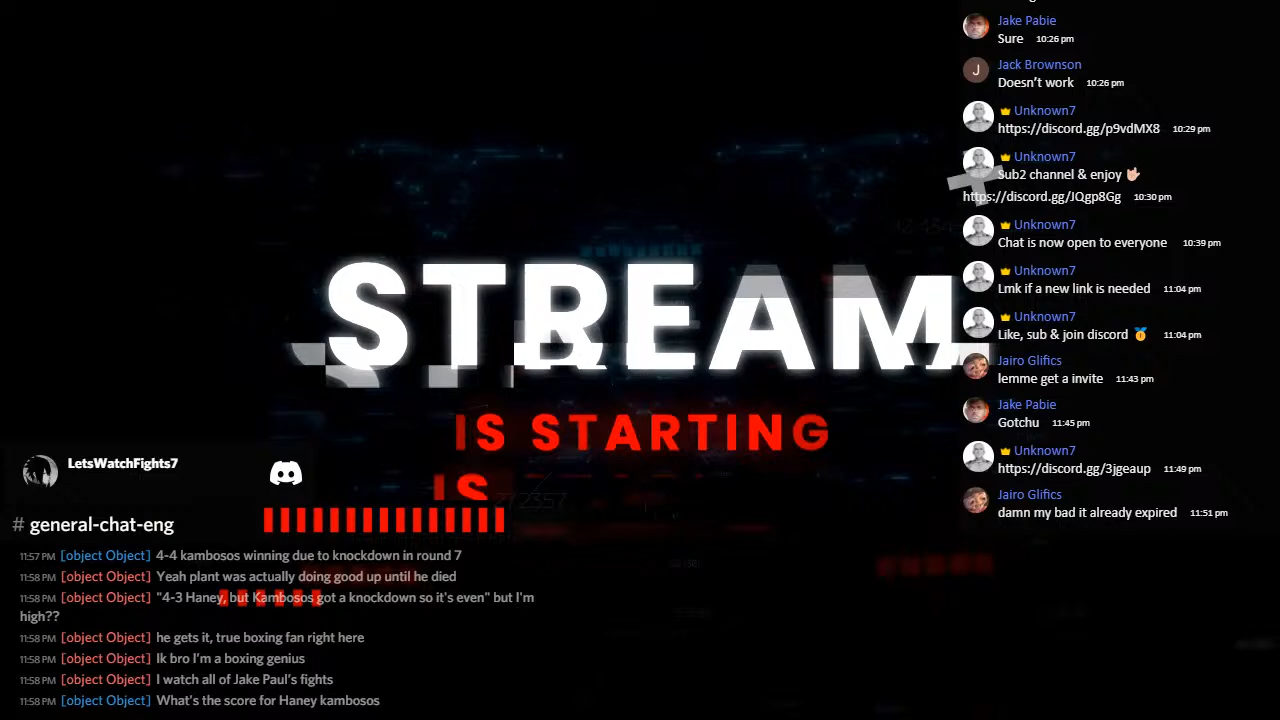 STREAM
IS STARTING
IS
LetsWatchFights7
# general-chat-eng
11:57 PM [object Object] 4-4 kambosos winning due to knockdown in round 7
11:58 PM [object Object] Yeah plant was actually doing good up until he died
11:58 PM [object Object] "4-3 Haney, but Kambosos got a knockdown so it's even" but I'm
high??
11:58 PM [object Object] he gets it, true boxing fan right here
11:58 PM [object Object] Ik bro I'm a boxing genius
11:58 PM [object Object] I watch all of Jake Paul's fights
11:58 PM [object Object] What's the score for Haney kambosos
Jake Pabie
Sure 10:26 pm
J
Jack Brownson
Doesn't work 10:26 pm
Unknown7
https://discord.gg/p9vdMX8 10:29 pm
Unknown7
Sub2 channel & enjoy 🤟🏻
https://discord.gg/JQgp8Gg 10:30 pm
Unknown7
Chat is now open to everyone 10:39 pm
Unknown7
Lmk if a new link is needed 11:04 pm
Unknown7
Like, sub & join discord 🏅 11:04 pm
Jairo Glifics
lemme get a invite 11:43 pm
Jake Pabie
Gotchu 11:45 pm
Unknown7
https://discord.gg/3jgeaup 11:49 pm
Jairo Glifics
damn my bad it already expired 11:51 pm